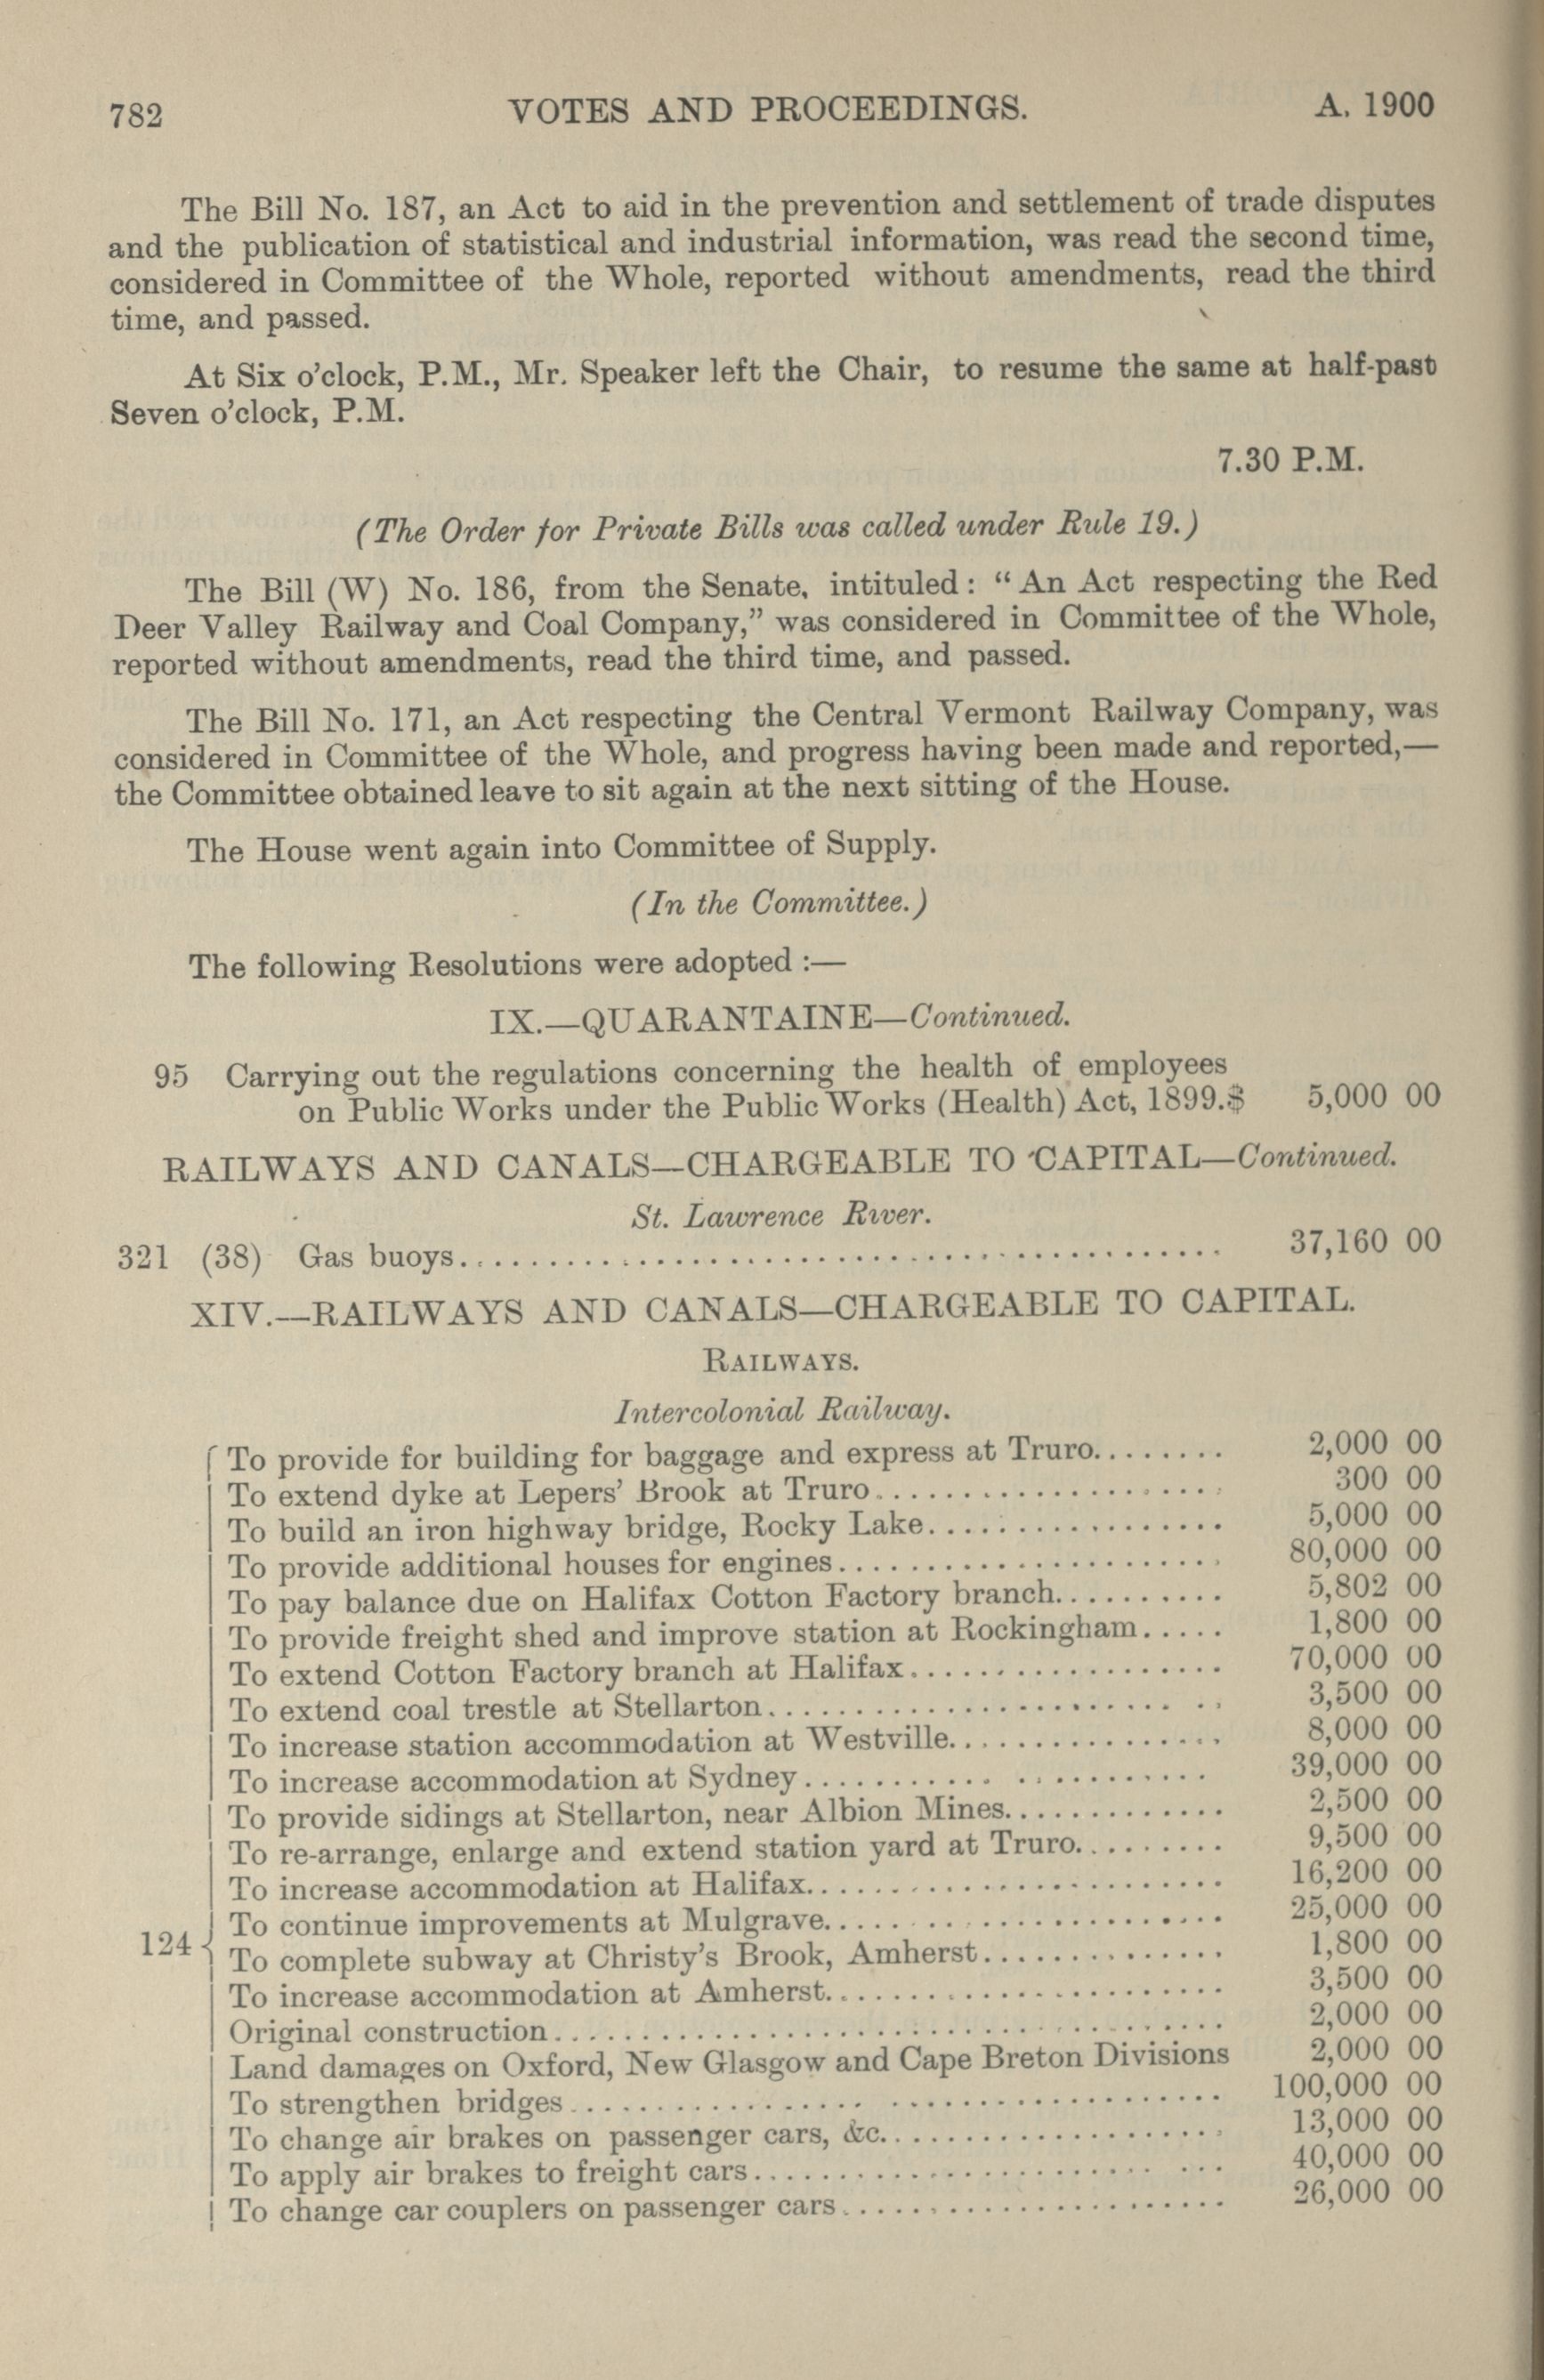 782 VOTES AND PROCEEDINGS. A. 1900
The Bill No. 187, an Act to aid in the prevention and settlement of trade disputes
and the publication of statistical and industrial information, was read the second time,
considered in Committee of the Whole, reported without amendments, read the third
time, and passed.
At Six o'clock, P.M., Mr. Speaker left the Chair, to resume the same at half-past
Seven o'clock, P.M.
7.30 P.M.
(The Order for Private Bills was called under Rule 19.)
The Bill (W) No. 186, from the Senate, intituled : “ An Act respecting the Red
Deer Valley Railway and Coal Company,” was considered in Committee of the Whole,
reported without amendments, read the third time, and passed.
The Bill No. 171, an Act respecting the Central Vermont Railway Company, was
considered in Committee of the Whole, and progress having been made and reported,—
the Committee obtained leave to sit again at the next sitting of the House.
The House went again into Committee of Supply.
(In the Committee.)
The following Resolutions were adopted :—
IX.—QUARANTAINE—Continued.
95 Carrying out the regulations concerning the health of employees
on Public Works under the Public Works (Health) Act, 1899.$ 5,000 00
RAILWAYS AND CANALS—CHARGEABLE TO CAPITAL—Continued.
St. Lawrence River.
321 (38) Gas buoys........ 37,160 00
XIV.—RAILWAYS AND CANALS—CHARGEABLE TO CAPITAL.
RAILWAYS.
Intercolonial Railway.
To provide for building for baggage and express at Truro........ 2,000 00
To extend dyke at Lepers' Brook at Truro........ 300 00
To build an iron highway bridge, Rocky Lake........ 5,000 00
To provide additional houses for engines........ 80,000 00
To pay balance due on Halifax Cotton Factory branch........ 5,802 00
To provide freight shed and improve station at Rockingham..... 1,800 00
To extend Cotton Factory branch at Halifax........ 70,000 00
To extend coal trestle at Stellarton........ 3,500 00
To increase station accommodation at Westville........ 8,000 00
To increase accommodation at Sydney........ 39,000 00
To provide sidings at Stellarton, near Albion Mines........ 2,500 00
To re-arrange, enlarge and extend station yard at Truro........ 9,500 00
To increase accommodation at Halifax........ 16,200 00
To continue improvements at Mulgrave........ 25,000 00
124 To complete subway at Christy's Brook, Amherst........ 1,800 00
To increase accommodation at Amherst........ 3,500 00
Original construction........ 2,000 00
Land damages on Oxford, New Glasgow and Cape Breton Divisions 2,000 00
To strengthen bridges........ 100,000 00
To change air brakes on passenger cars, &c........ 13,000 00
To apply air brakes to freight cars........ 40,000 00
To change car couplers on passenger cars........ 26,000 00